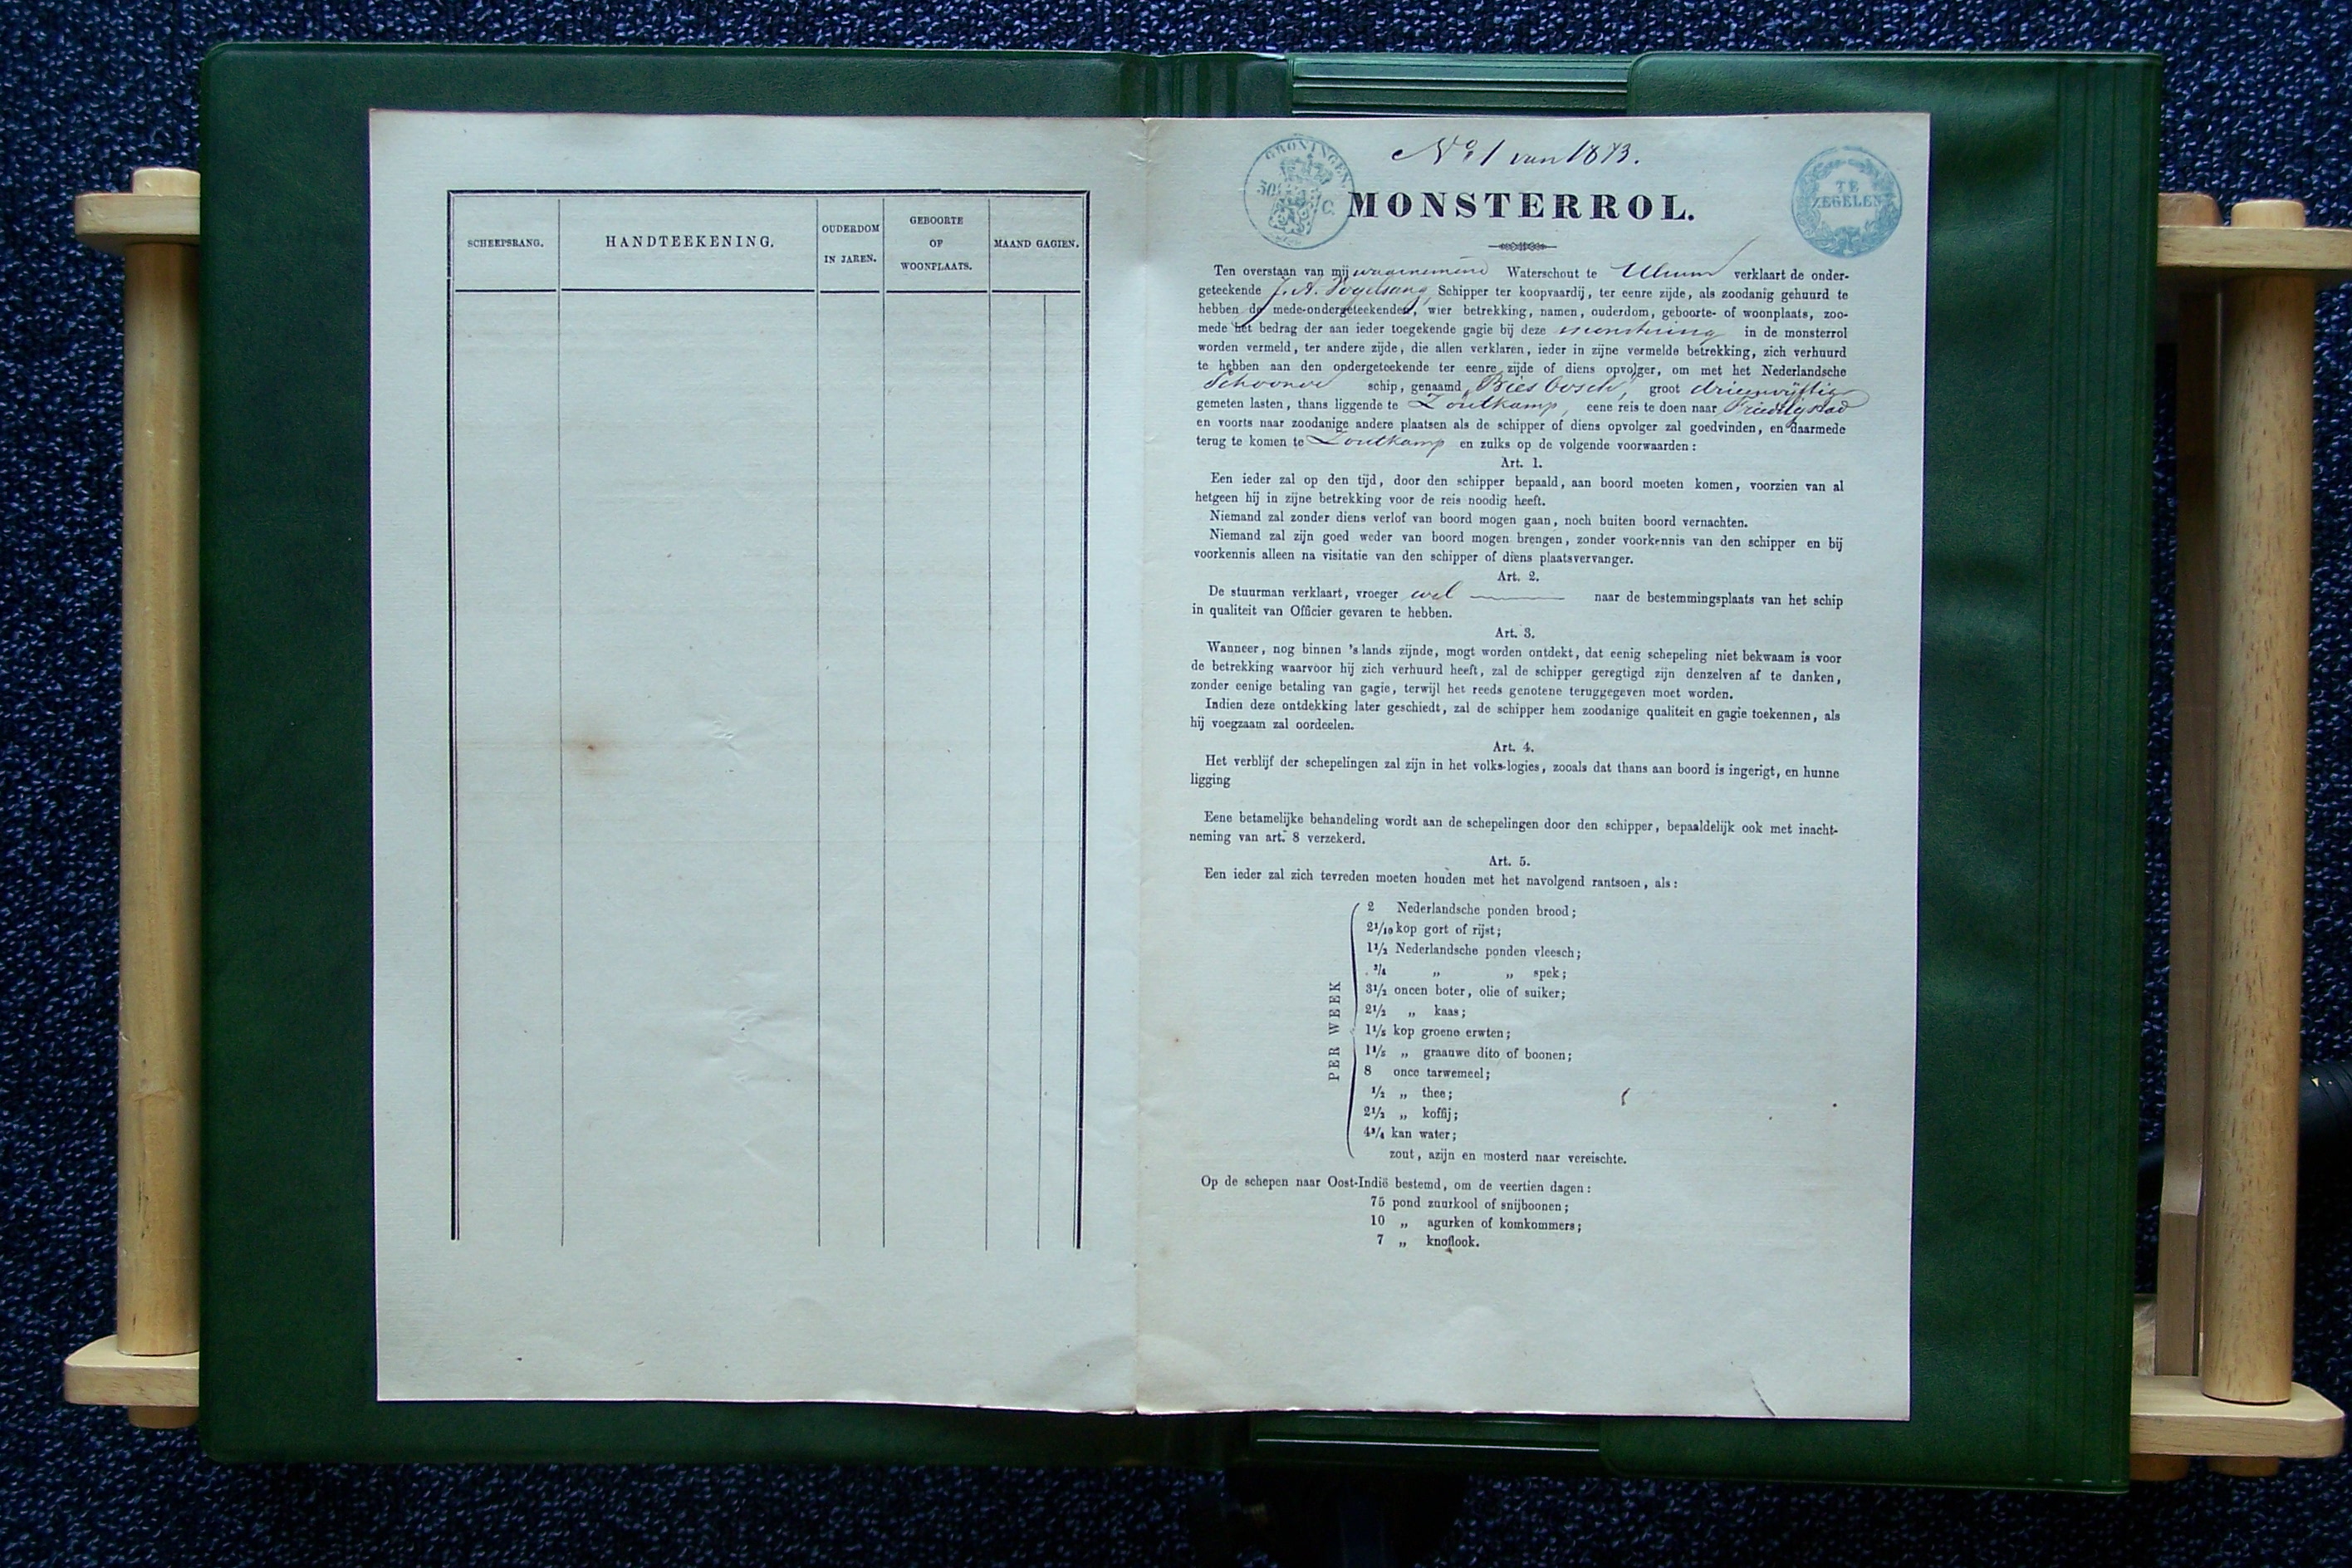 SCHEEPSRANG.
HANDTEEKENING.
OUDERDOM
IN JAREN.
GEBOORTE
OF
WOONPLAATS.
MAAND GAGIEN.
No. 1 van 1873.
GRONINGEN
50 C.
TE
ZEGELEN
MONSTERROL.
Ten overstaan van mij waarnemend Waterschout te Ulrum verklaart de onder-
geteekende J. A. Vogelsang Schipper ter koopvaardij, ter eenre zijde, als zoodanig gehuurd te
hebben de mede-ondergeteekenden, wier betrekking, namen, ouderdom, geboorte- of woonplaats, zoo-
mede het bedrag der aan ieder toegekende gagie bij deze monstering in de monsterrol
worden vermeld, ter andere zijde, die allen verklaren, ieder in zijne vermelde betrekking, zich verhuurd
te hebben aan den ondergeteekende ter eenre zijde of diens opvolger, om met het Nederlandsche
Schooner schip, genaamd "Biesbosch", groot drieenvijftig
gemeten lasten, thans liggende te Zoutkamp, eene reis te doen naar
en voorts naar zoodanige andere plaatsen als de schipper of diens opvolger zal goedvinden, en daarmede
terug te komen te Zoutkamp en zulks op de volgende voorwaarden:
Art. 1.
Een ieder zal op den tijd, door den schipper bepaald, aan boord moeten komen, voorzien van al
hetgeen hij in zijne betrekking voor de reis noodig heeft.
Niemand zal zonder diens verlof van boord mogen gaan, noch buiten boord vernachten.
Niemand zal zijn goed weder van boord mogen brengen, zonder voorkennis van den schipper en bij
voorkennis alleen na visitatie van den schipper of diens plaatsvervanger.
Art. 2.
De stuurman verklaart, vroeger wel naar de bestemmingsplaats van het schip
in qualiteit van Officier gevaren te hebben.
Art. 3.
Wanneer, nog binnen 's lands zijnde, mogt worden ontdekt, dat eenig schepeling niet bekwaam is voor
de betrekking waarvoor hij zich verhuurd heeft, zal de schipper geregtigd zijn denzelven af te danken,
zonder eenige betaling van gagie, terwijl het reeds genotene teruggegeven moet worden.
Indien deze ontdekking later geschiedt, zal de schipper hem zoodanige qualiteit en gagie toekennen, als
hij voegzaam zal oordeelen.
Art. 4.
Het verblijf der schepelingen zal zijn in het volks-logies, zooals dat thans aan boord is ingerigt, en hunne
ligging
Eene betamelijke behandeling wordt aan de schepelingen door den schipper, bepaaldelijk ook met inacht-
neming van art. 8 verzekerd.
Art. 5.
Een ieder zal zich tevreden moeten houden met het navolgend rantsoen, als:
PER WEEK
2 Nederlandsche ponden brood;
2 1/10 kop gort of rijst;
1 1/2 Nederlandsche ponden vleesch;
3/4 „ „ spek;
3 1/2 oncen boter, olie of suiker;
2 1/2 „ kaas;
1 1/5 kop groene erwten;
1 1/5 „ graauwe dito of boonen;
8 once tarwemeel;
1/2 „ thee;
2 1/2 „ koffij;
4 3/4 kan water;
zout, azijn en mosterd naar vereischte.
Op de schepen naar Oost-Indië bestemd, om de veertien dagen:
75 pond zuurkool of snijboonen;
10 „ agurken of komkommers;
7 „ knoflook.